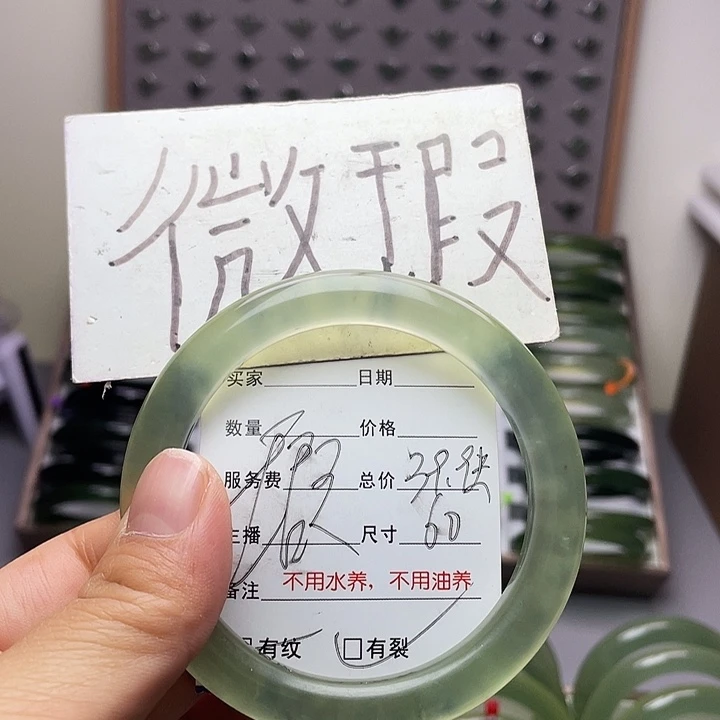 微瑕
买家 日期
数量 价格
服务费 总价
主播 尺寸 60
备注 不用水养，不用油养
有纹 □有裂